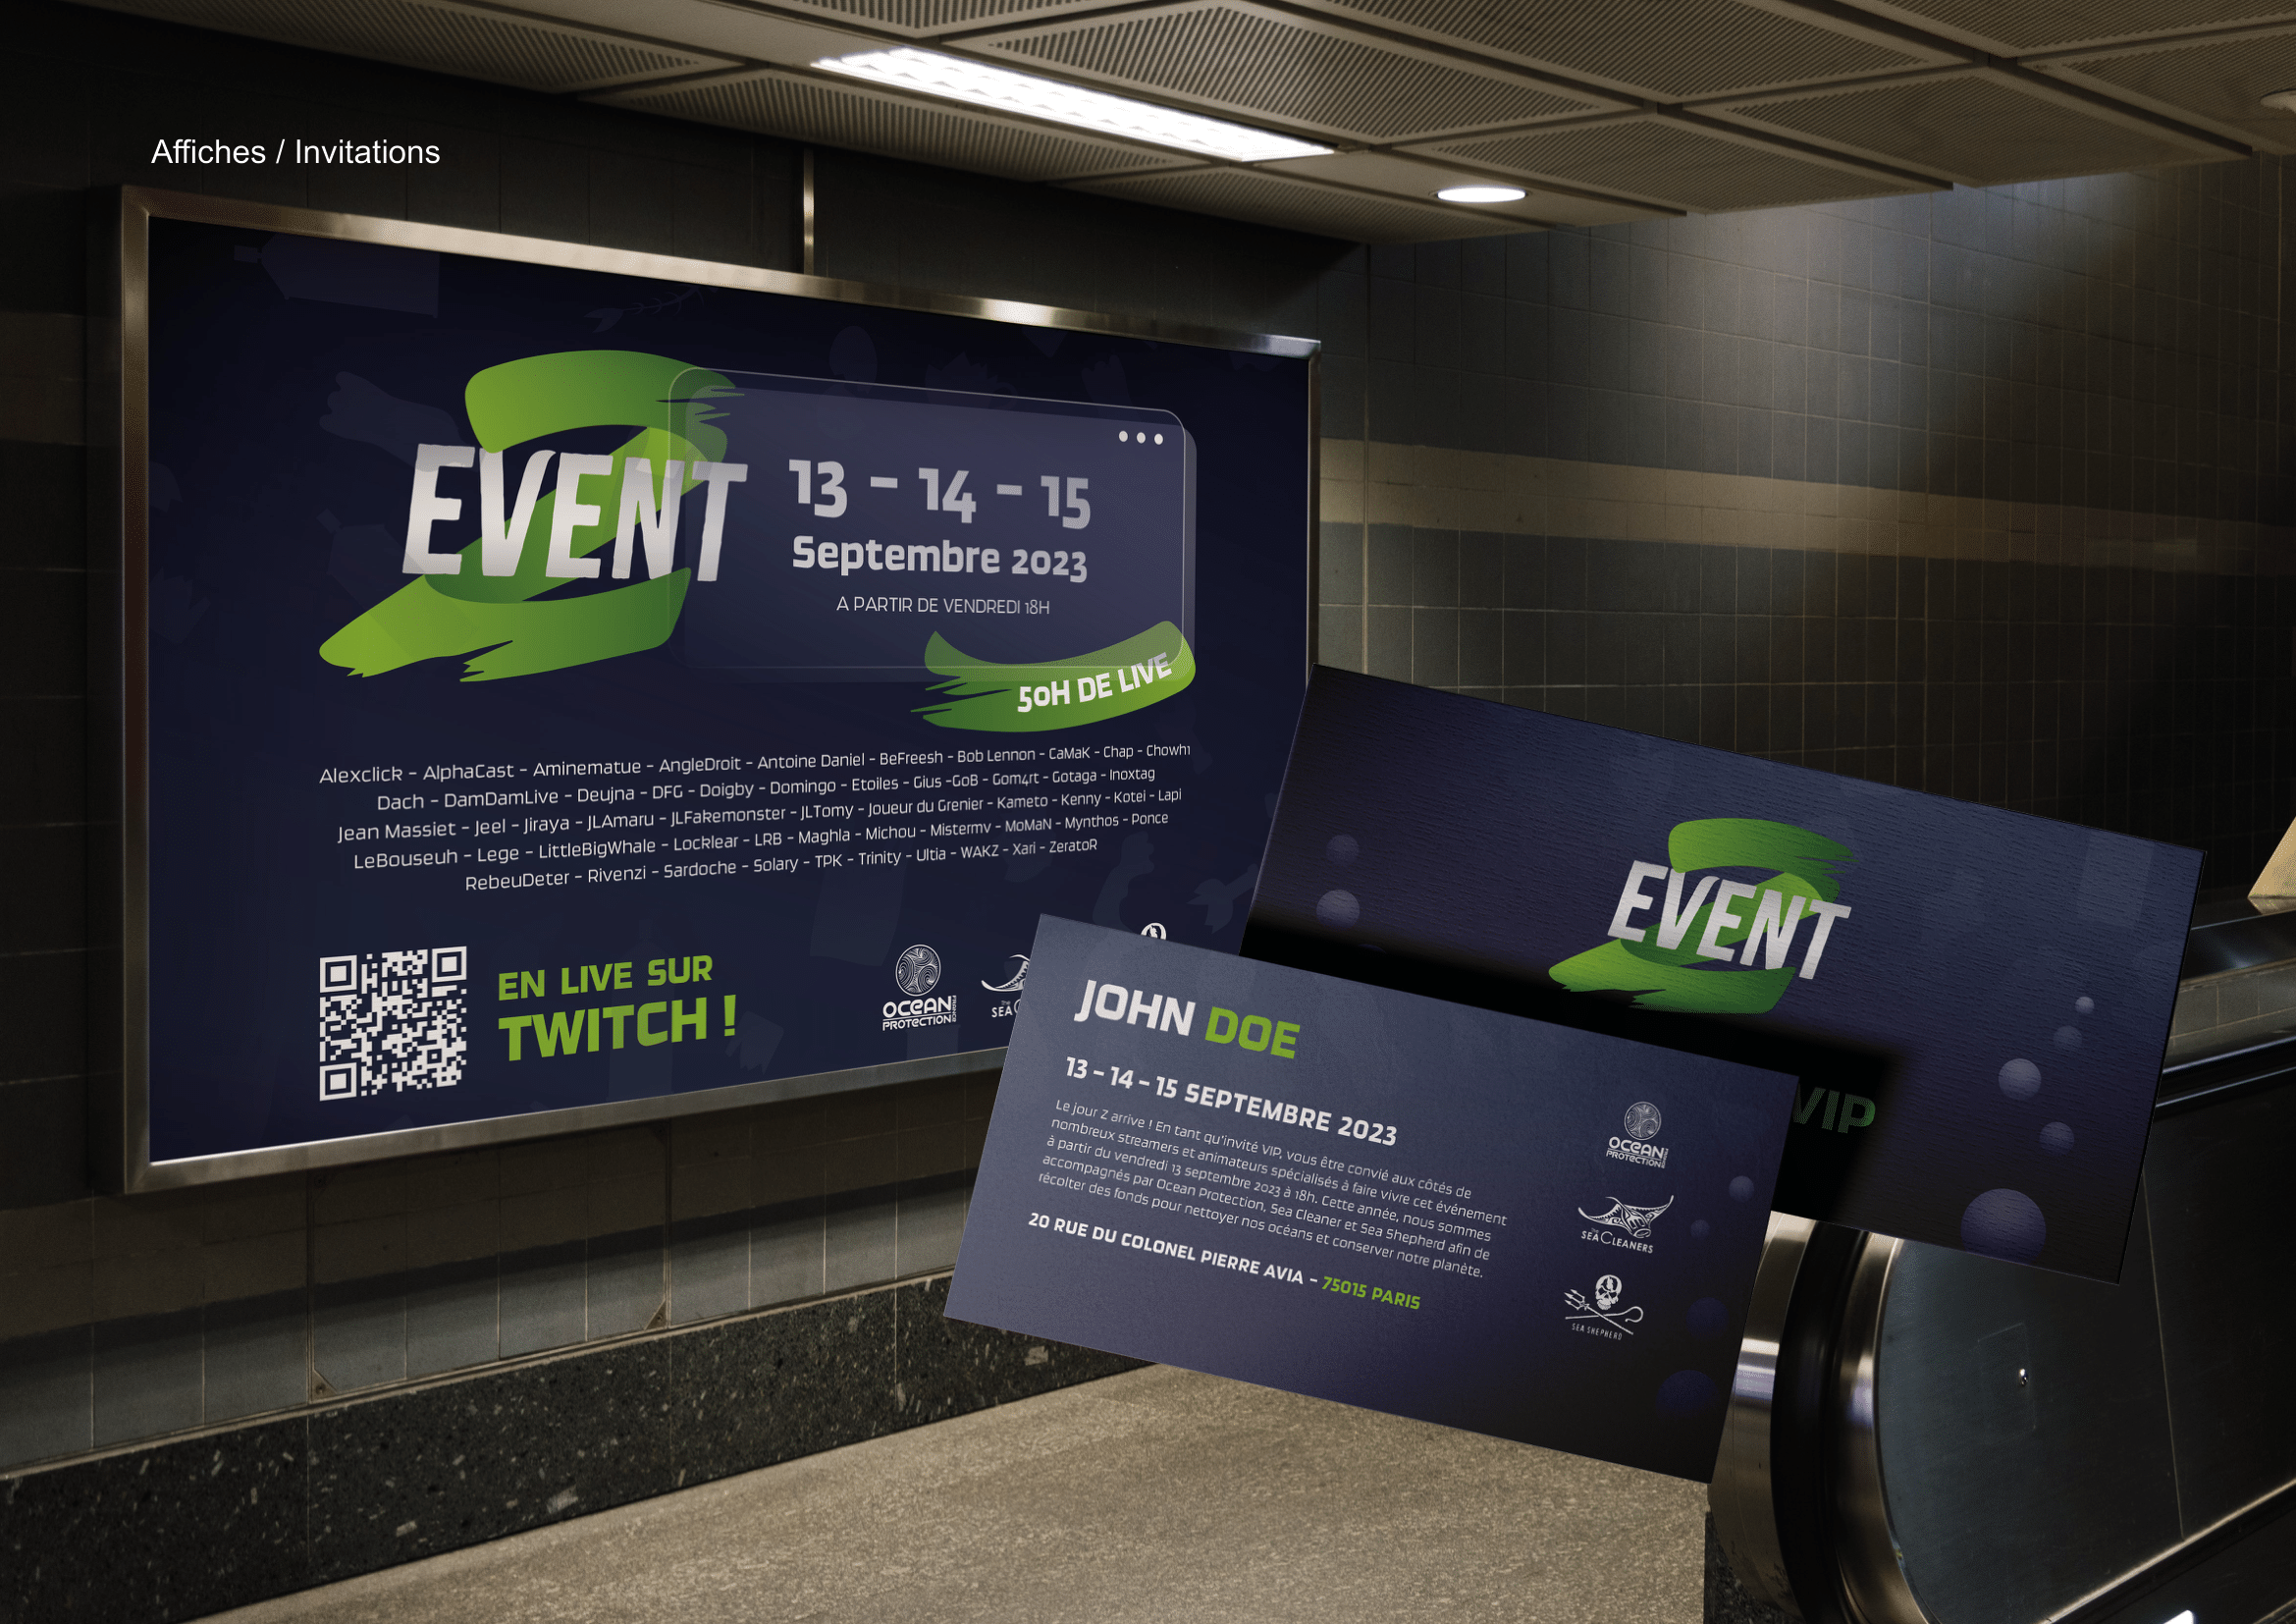 Affiches / Invitations
EVENT
13 - 14 - 15
Septembre 2023
A PARTIR DE VENDREDI 18H
50H DE LIVE
Alexclick - AlphaCast - Aminematue - AngleDroit - Antoine Daniel - BeFreesh - Bob Lennon - CaMaK - Chap - Chowh1
Dach - DamDamLive - Deujna - DFG - Doigby - Domingo - Etoiles - Gius -GoB - Gom4rt - Gotaga - Inoxtag
Jean Massiet - Jeel - Jiraya - JLAmaru - JLFakemonster - JLTomy - Joueur du Grenier - Kameto - Kenny - Kotei - Lapi
LeBouseuh - Lege - LittleBigWhale - Locklear - LRB - Maghla - Michou - Mistermv - MoMaN - Mynthos - Ponce
RebeuDeter - Rivenzi - Sardoche - Solary - TPK - Trinity - Ultia - WAKZ - Xari - ZeratoR
EN LIVE SUR
TWITCH !
OCEAN
PROTECTION
FRANCE
The
SEA
EVENT
VIP
JOHN DOE
13 - 14 - 15 SEPTEMBRE 2023
Le jour Z arrive ! En tant qu'invité VIP, vous être convié aux côtés de
nombreux streamers et animateurs spécialisés à faire vivre cet événement
à partir du vendredi 13 septembre 2023 à 18h. Cette année, nous sommes
accompagnés par Ocean Protection, Sea Cleaner et Sea Shepherd afin de
récolter des fonds pour nettoyer nos océans et conserver notre planète.
20 RUE DU COLONEL PIERRE AVIA - 75015 PARIS
OCEAN
PROTECTION
The
SEACLEANERS
SEA SHEPHERD